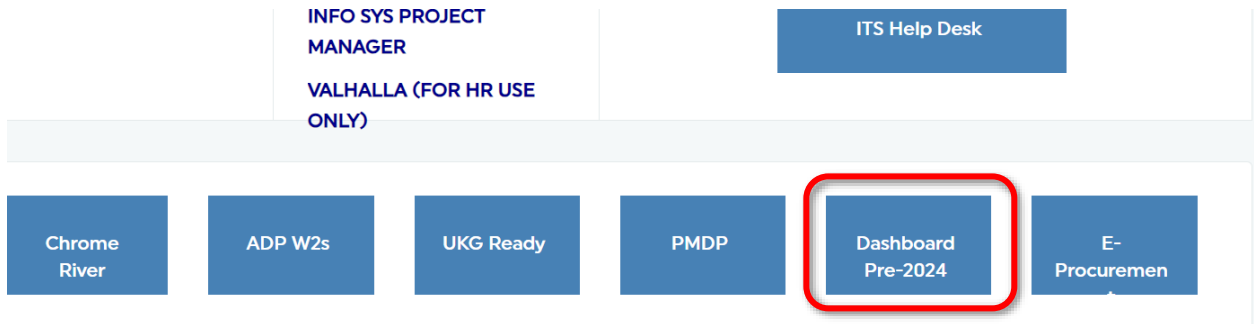 INFO SYS PROJECT
MANAGER
VALHALLA (FOR HR USE
ONLY)
ITS Help Desk
Chrome
River
ADP W2s
UKG Ready
PMDP
Dashboard
Pre-2024
E-
Procuremen